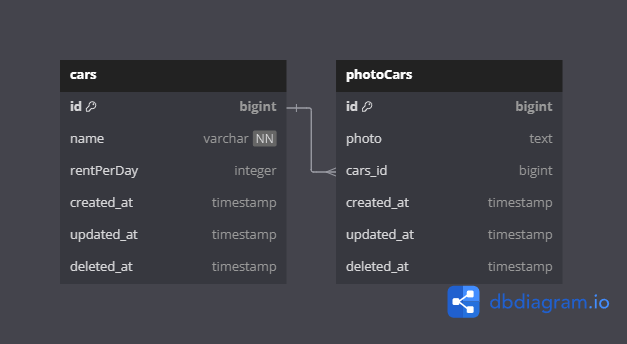 cars
id bigint
name varchar NN
rentPerDay integer
created_at timestamp
updated_at timestamp
deleted_at timestamp
photoCars
id bigint
photo text
cars_id bigint
created_at timestamp
updated_at timestamp
deleted_at timestamp
dbdiagram.io